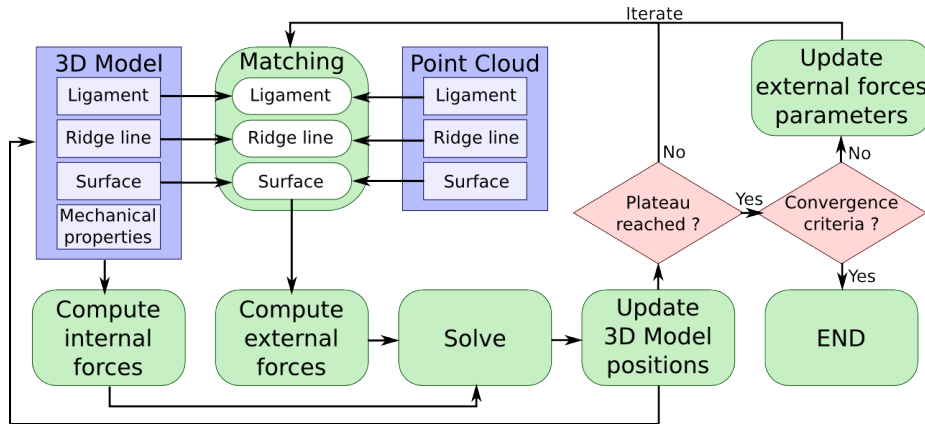 Iterate
3D Model
Ligament
Ridge line
Surface
Mechanical
properties
Matching
Ligament
Ridge line
Surface
Point Cloud
Ligament
Ridge line
Surface
Update
external forces
parameters
No
No
Plateau
reached ?
Yes
Convergence
criteria ?
Yes
Compute
internal
forces
Compute
external
forces
Solve
Update
3D Model
positions
END